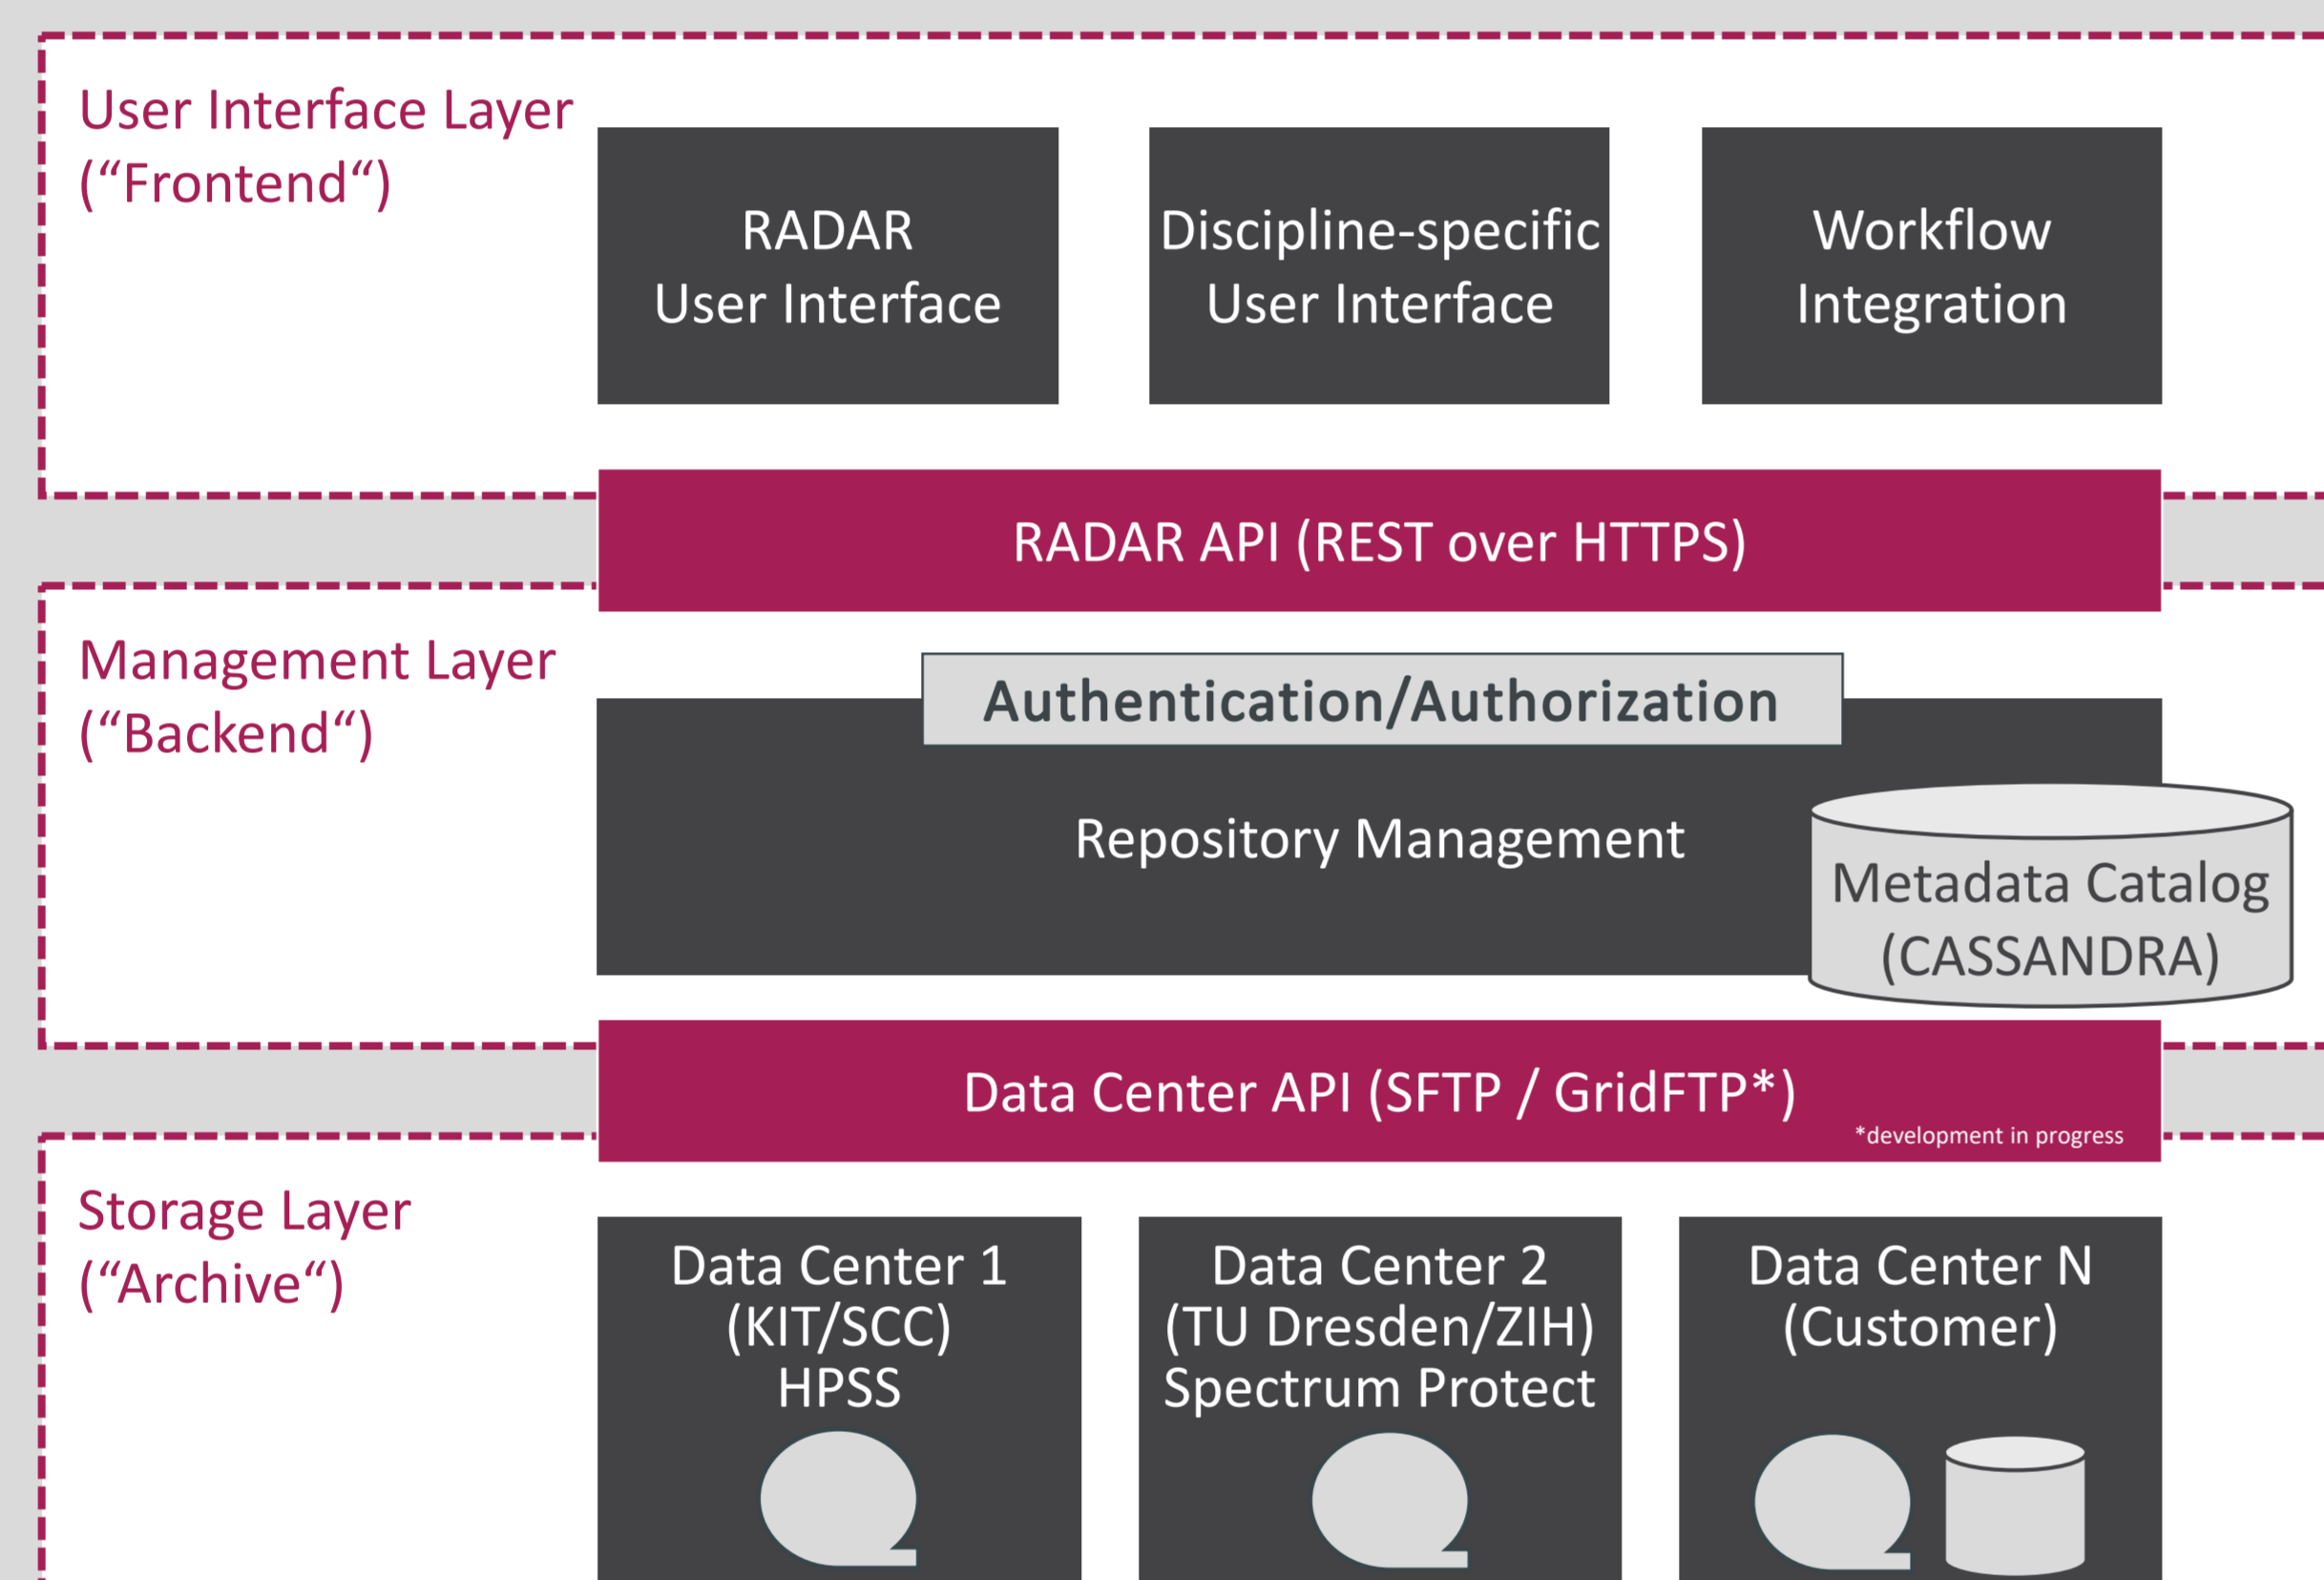 User Interface Layer
(“Frontend“)
RADAR
User Interface
Discipline-specific
User Interface
Workflow
Integration
RADAR API (REST over HTTPS)
Management Layer
(“Backend“)
Authentication/Authorization
Repository Management
Metadata Catalog
(CASSANDRA)
Data Center API (SFTP / GridFTP*)
*development in progress
Storage Layer
(“Archive“)
Data Center 1
(KIT/SCC)
HPSS
Data Center 2
(TU Dresden/ZIH)
Spectrum Protect
Data Center N
(Customer)